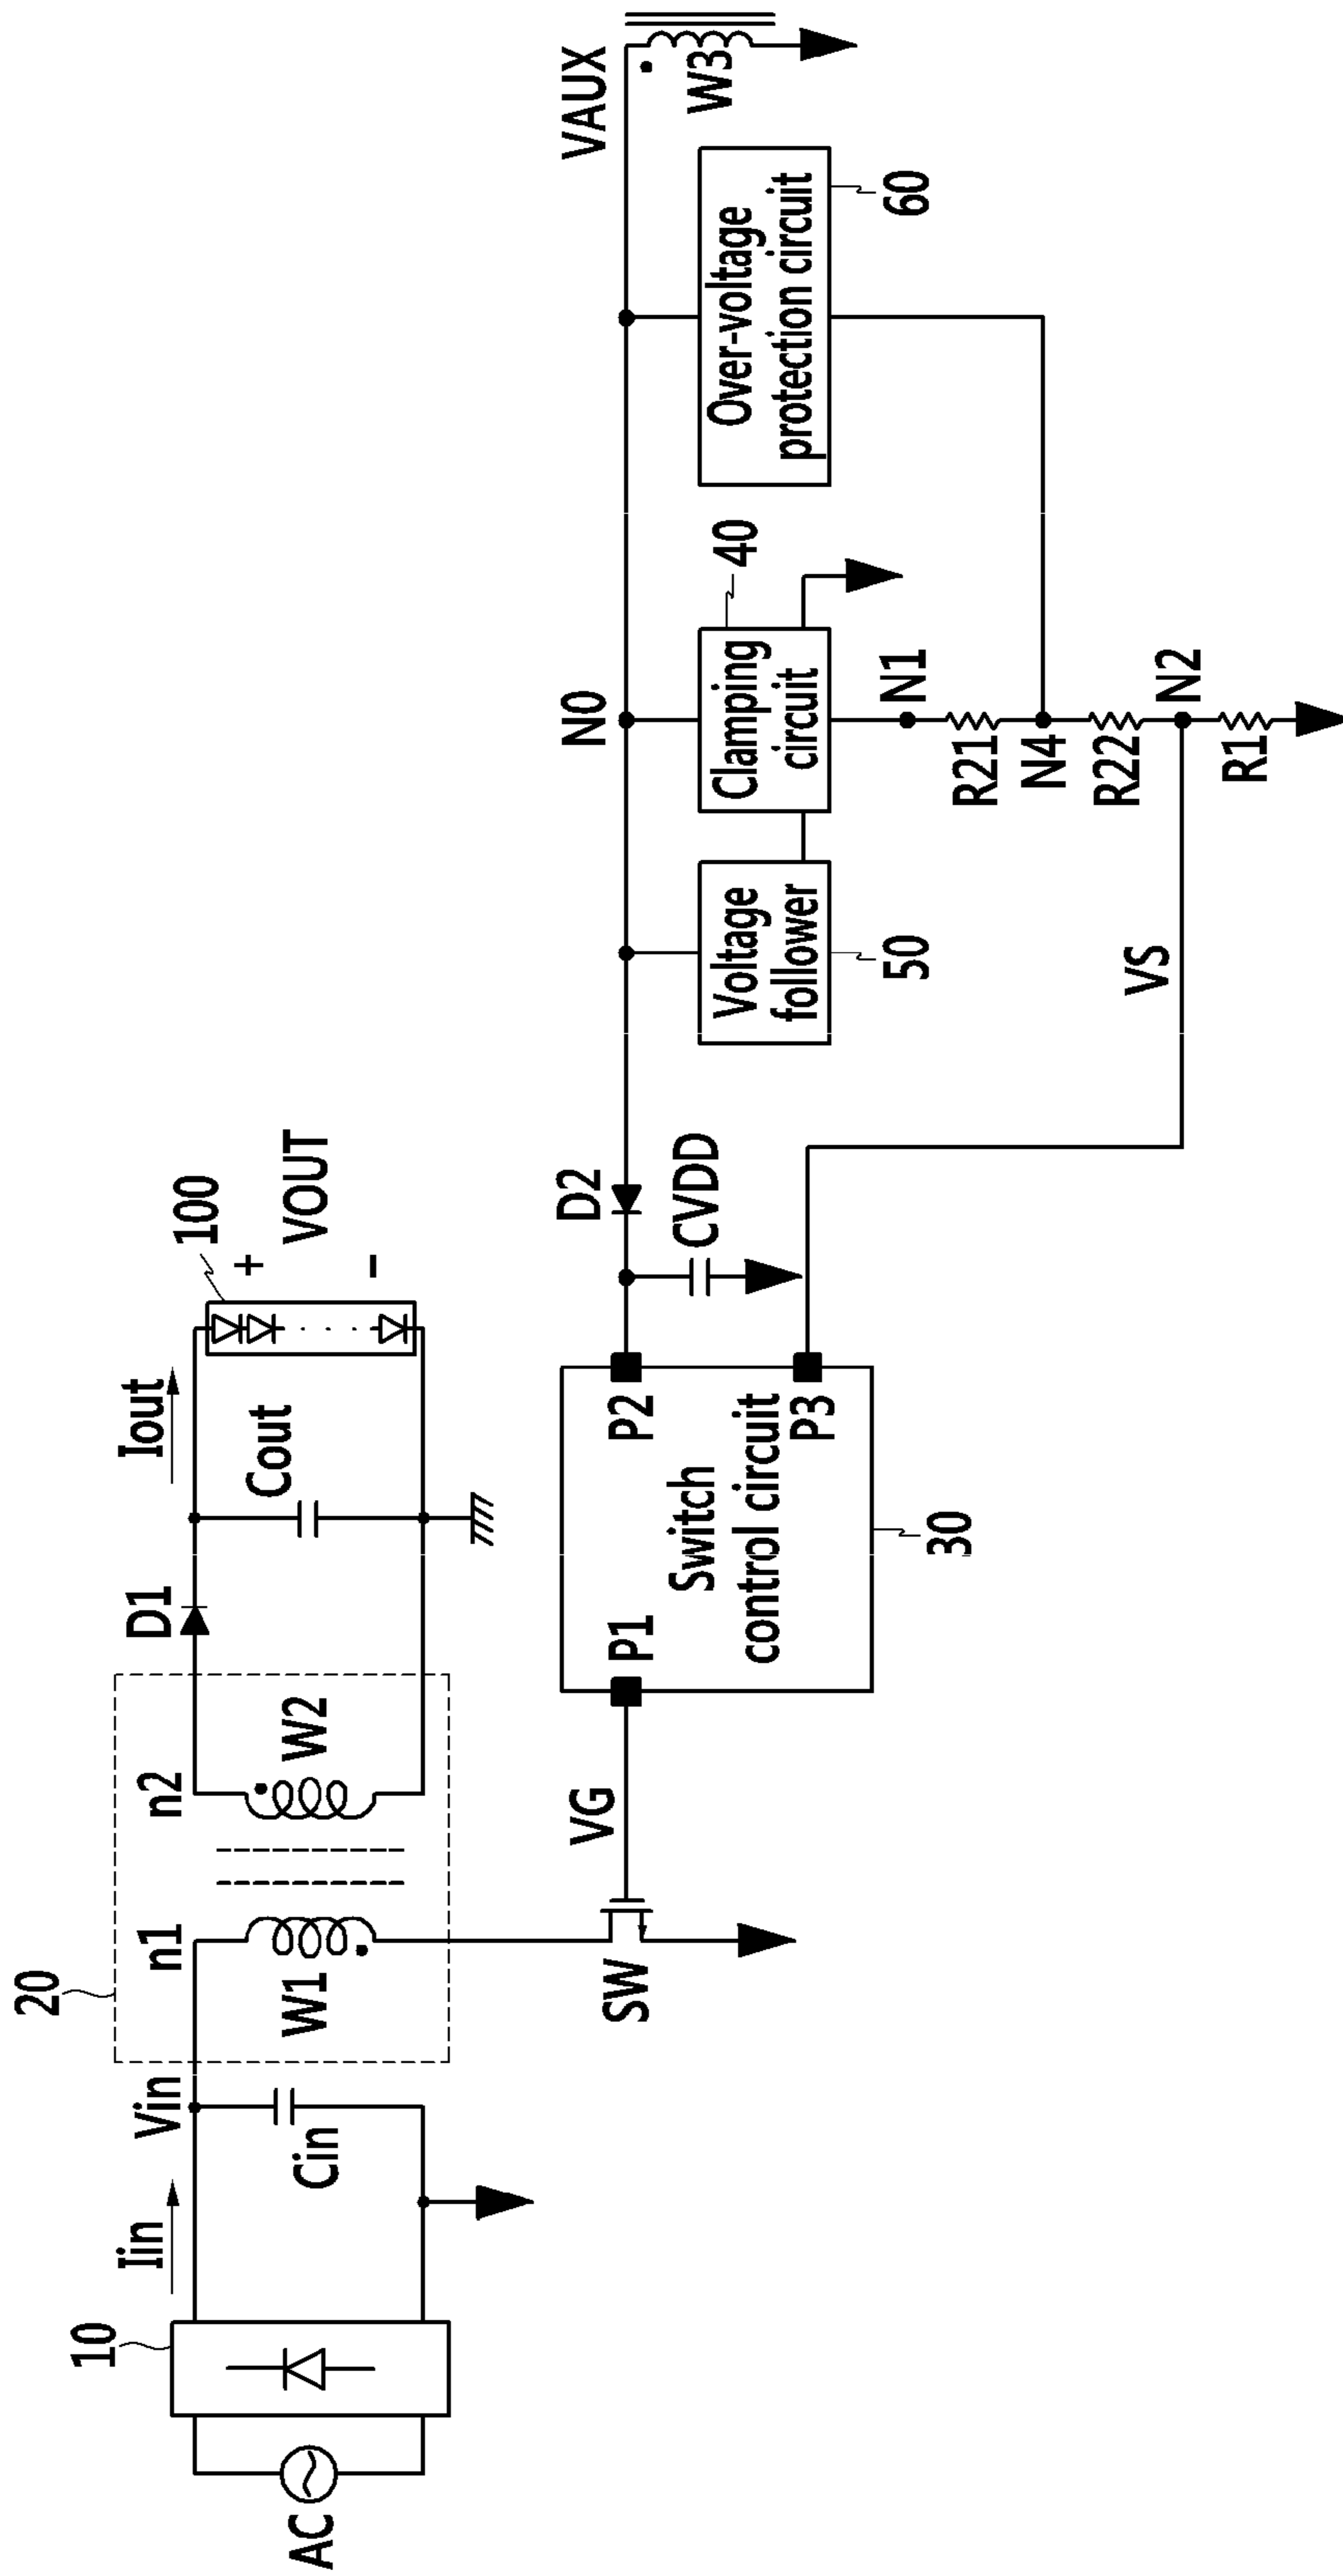 20
10
Iin
Vin
n1
n2
D1
Iout
100
AC
Cin
W1
W2
Cout
+
VOUT
-
SW
VG
P1
P2
Switch
control circuit
P3
30
D2
CVDD
N0
VAUX
Voltage
follower
50
Clamping
circuit
40
Over-voltage
protection circuit
60
W3
N1
R21
N4
R22
VS
N2
R1